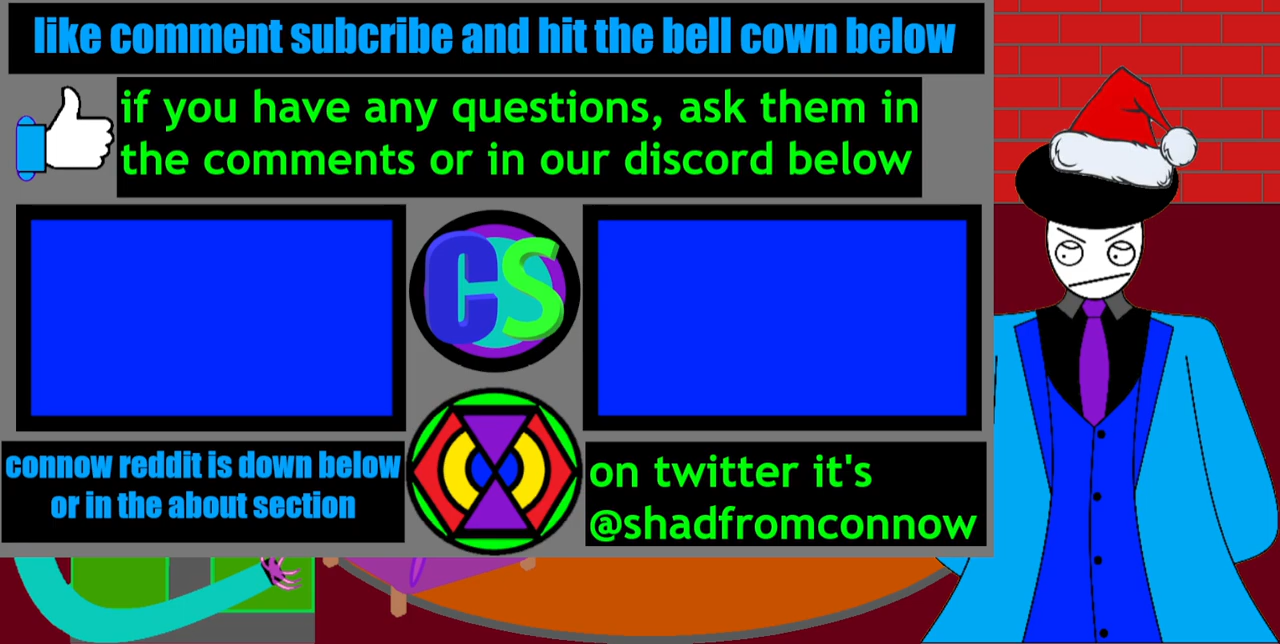 like comment subcribe and hit the bell cown below
if you have any questions, ask them in
the comments or in our discord below
CS
connow reddit is down below
or in the about section
on twitter it's
@shadfromconnow